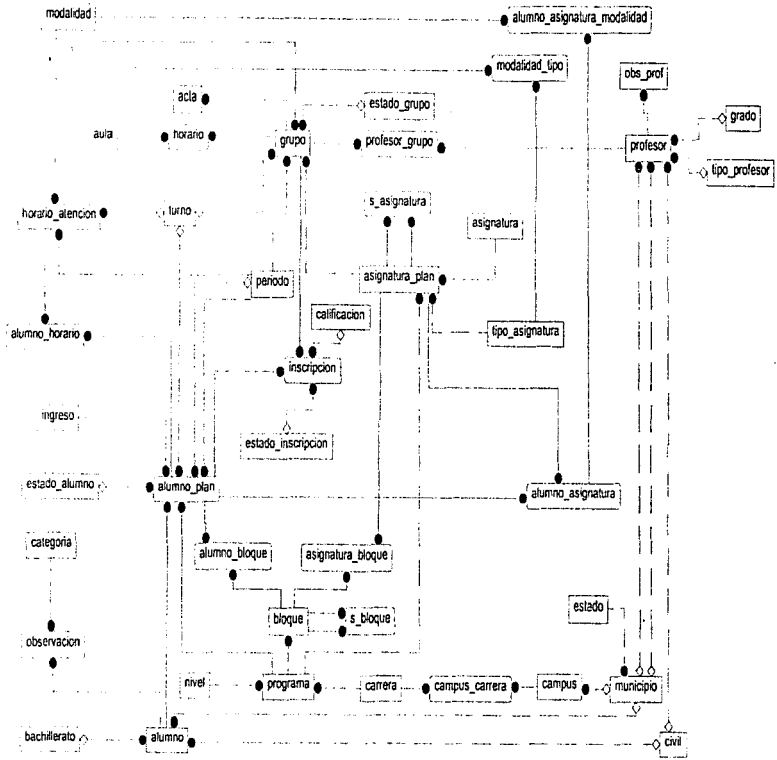 modalidad
alumno_asignatura_modalidad
modalidad_tipo
obs_prof
acta
estado_grupo
grado
aula
horario
grupo
profesor_grupo
profesor
tipo_profesor
horario_atencion
turno
s_asignatura
asignatura
periodo
asignatura_plan
calificacion
alumno_horario
tipo_asignatura
inscripcion
ingreso
estado_inscripcion
estado_alumno
alumno_plan
alumno_asignatura
categoria
alumno_bloque
asignatura_bloque
estado
bloque
s_bloque
observacion
nivel
programa
carrera
campus_carrera
campus
municipio
bachillerato
alumno
civil